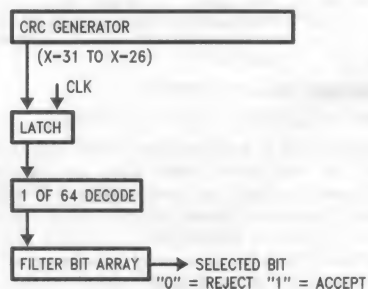 CRC GENERATOR
(X-31 TO X-26)
CLK
LATCH
1 OF 64 DECODE
FILTER BIT ARRAY
SELECTED BIT
"0" = REJECT "1" = ACCEPT